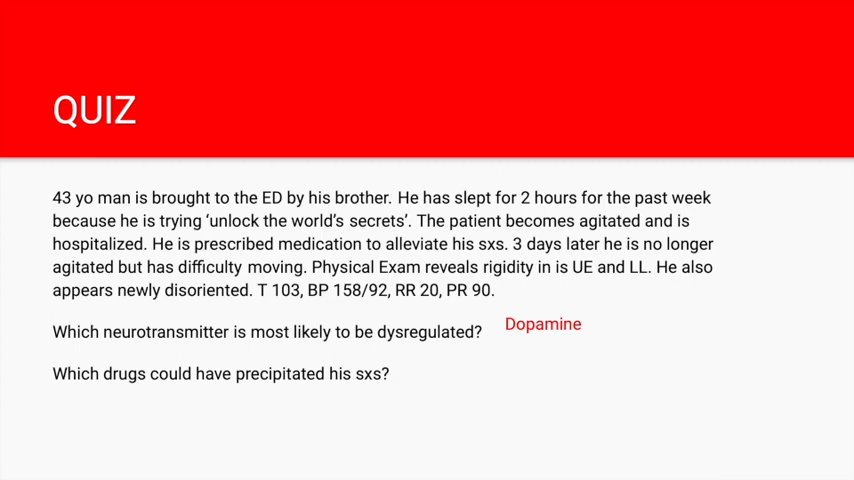 QUIZ
43 yo man is brought to the ED by his brother. He has slept for 2 hours for the past week
because he is trying ‘unlock the world’s secrets’. The patient becomes agitated and is
hospitalized. He is prescribed medication to alleviate his sxs. 3 days later he is no longer
agitated but has difficulty moving. Physical Exam reveals rigidity in is UE and LL. He also
appears newly disoriented. T 103, BP 158/92, RR 20, PR 90.
Which neurotransmitter is most likely to be dysregulated? Dopamine
Which drugs could have precipitated his sxs?